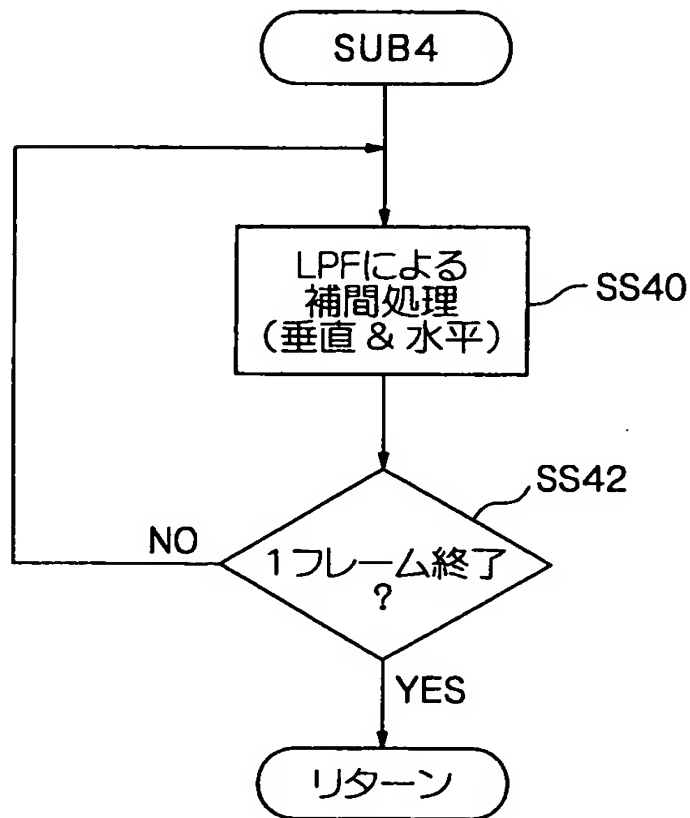 SUB4
LPFによる
補間処理
(垂直 & 水平)
SS40
SS42
NO
1フレーム終了
?
YES
リターン